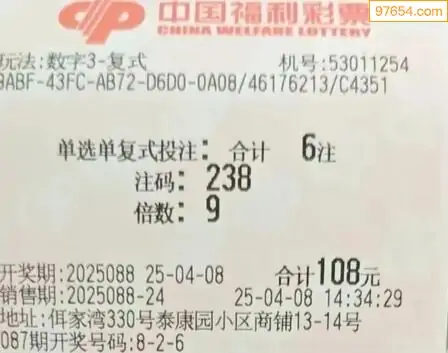 97654.com
中国福利彩票
CHINA WELFARE LOTTERY
玩法:数字3-复式 机号:53011254
9ABF-43FC-AB72-D6D0-0A08/46176213/C4351
单选单复式投注: 合计 6注
注码: 238
倍数: 9
开奖期:2025088 25-04-08 合计108元
销售期:2025088-24 25-04-08 14:34:29
地址:佴家湾330号泰康园小区商铺13-14号
087期开奖号码:8-2-6